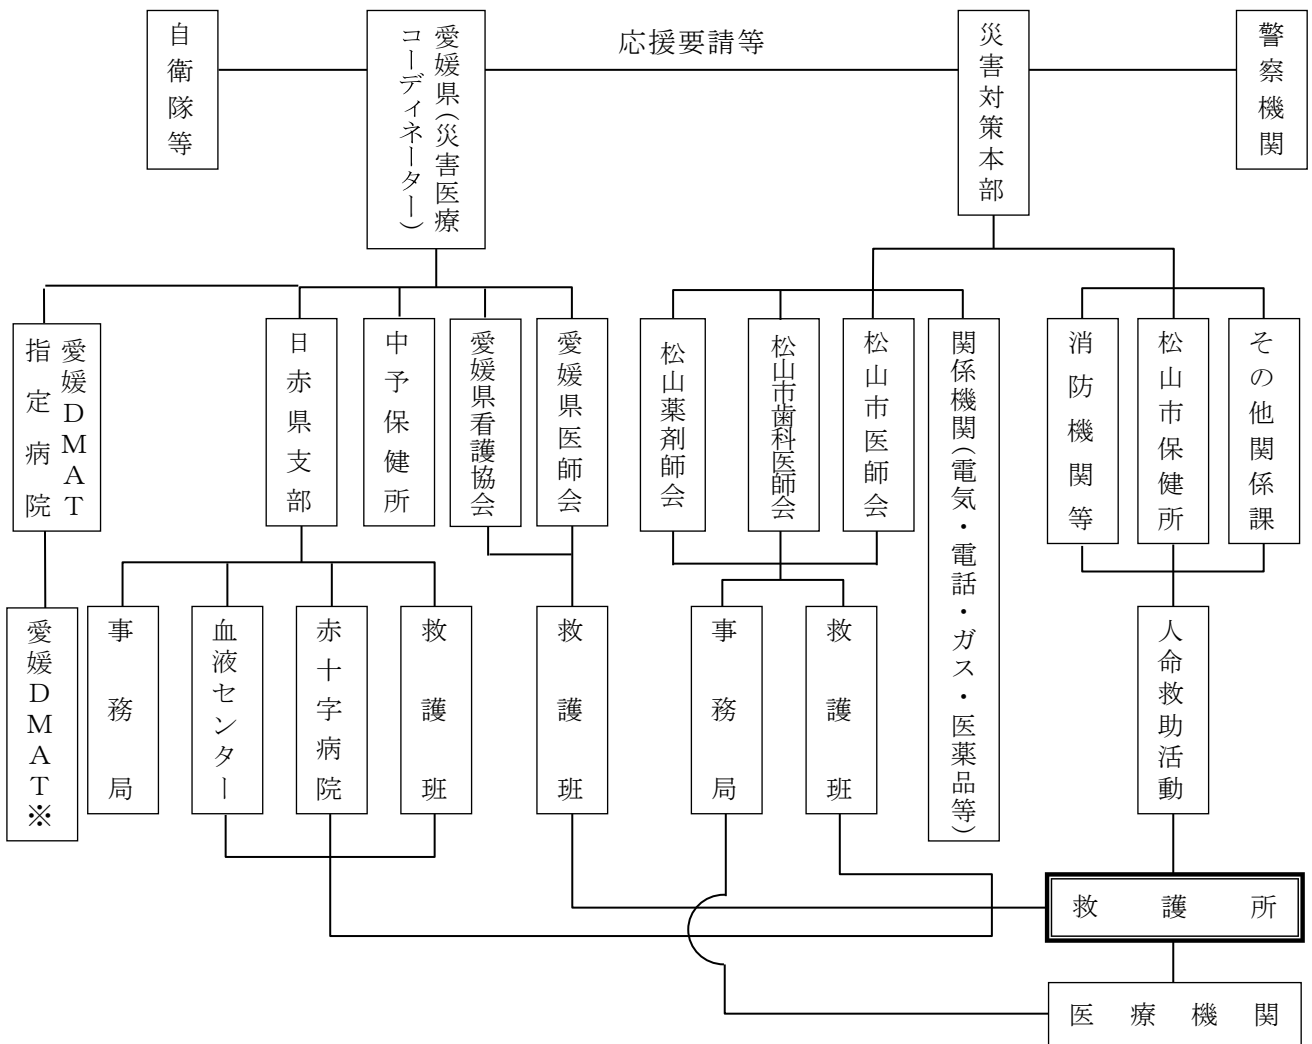 自衛隊等
愛媛県(災害医療
コーディネーター)
応援要請等
災害対策本部
警察機関
愛媛DMAT
指定病院
日赤県支部
中予保健所
愛媛県看護協会
愛媛県医師会
松山薬剤師会
松山市歯科医師会
松山市医師会
関係機関(電気・電話・ガス・医薬品等)
消防機関等
松山市保健所
その他関係課
愛媛DMAT※
事務局
血液センター
赤十字病院
救護班
救護班
事務局
救護班
人命救助活動
救護所
医療機関